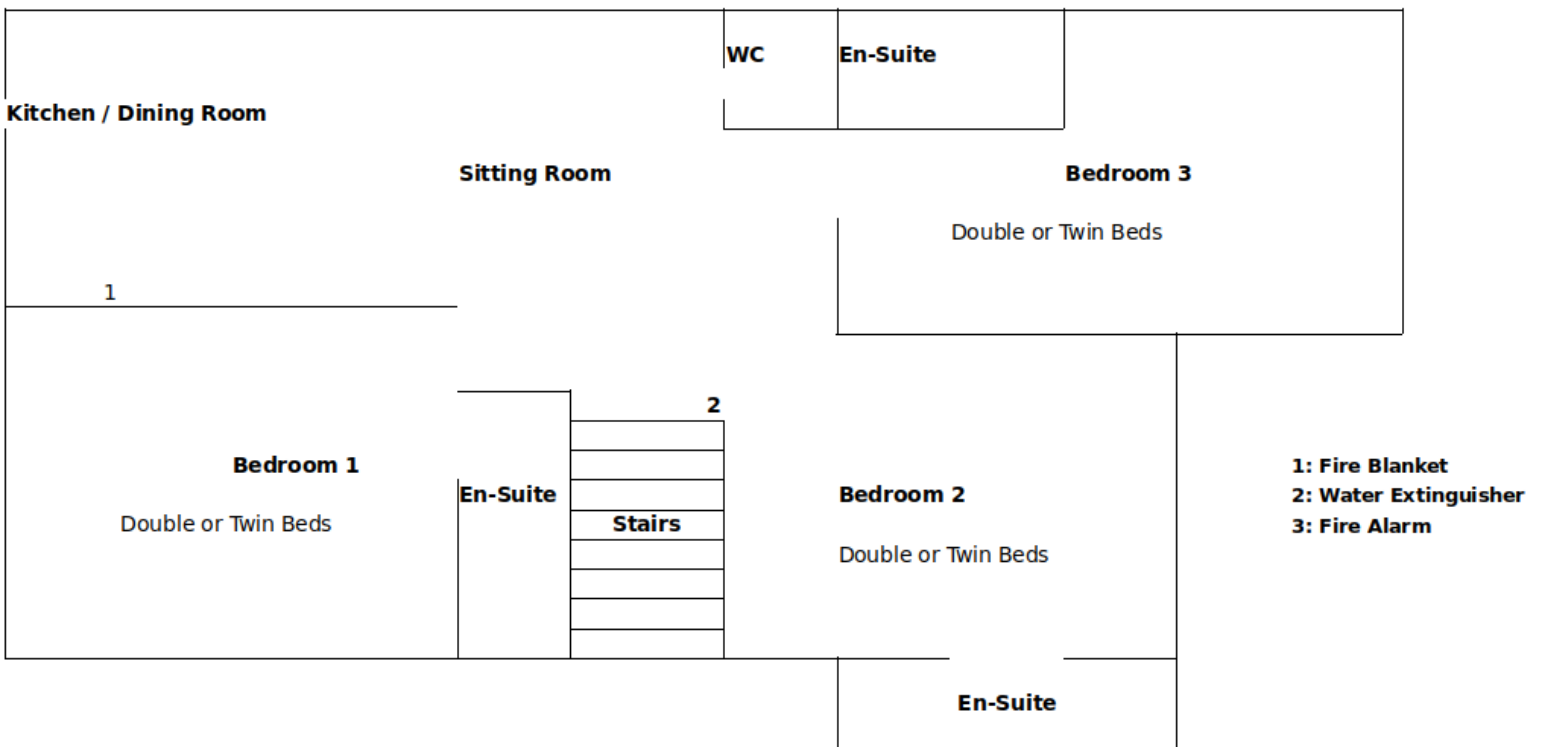 WC
En-Suite
Kitchen / Dining Room
Sitting Room
Bedroom 3
Double or Twin Beds
1
2
Bedroom 1
En-Suite
Bedroom 2
Double or Twin Beds
Stairs
Double or Twin Beds
1: Fire Blanket
2: Water Extinguisher
3: Fire Alarm
En-Suite